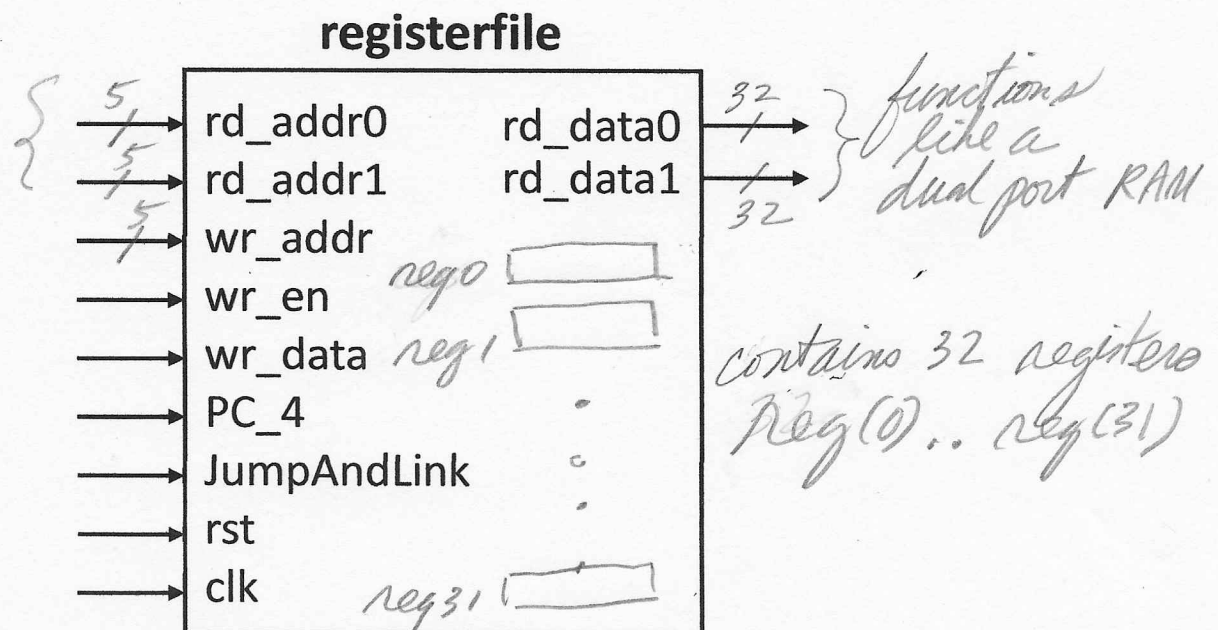 registerfile
5 rd_addr0 rd_data0 32
5 rd_addr1 rd_data1 32
5 wr_addr
wr_en
wr_data
PC_4
JumpAndLink
rst
clk
reg0
reg1
reg31
functions
like a
dual port RAM
contains 32 registers
Reg(0).. reg(31)